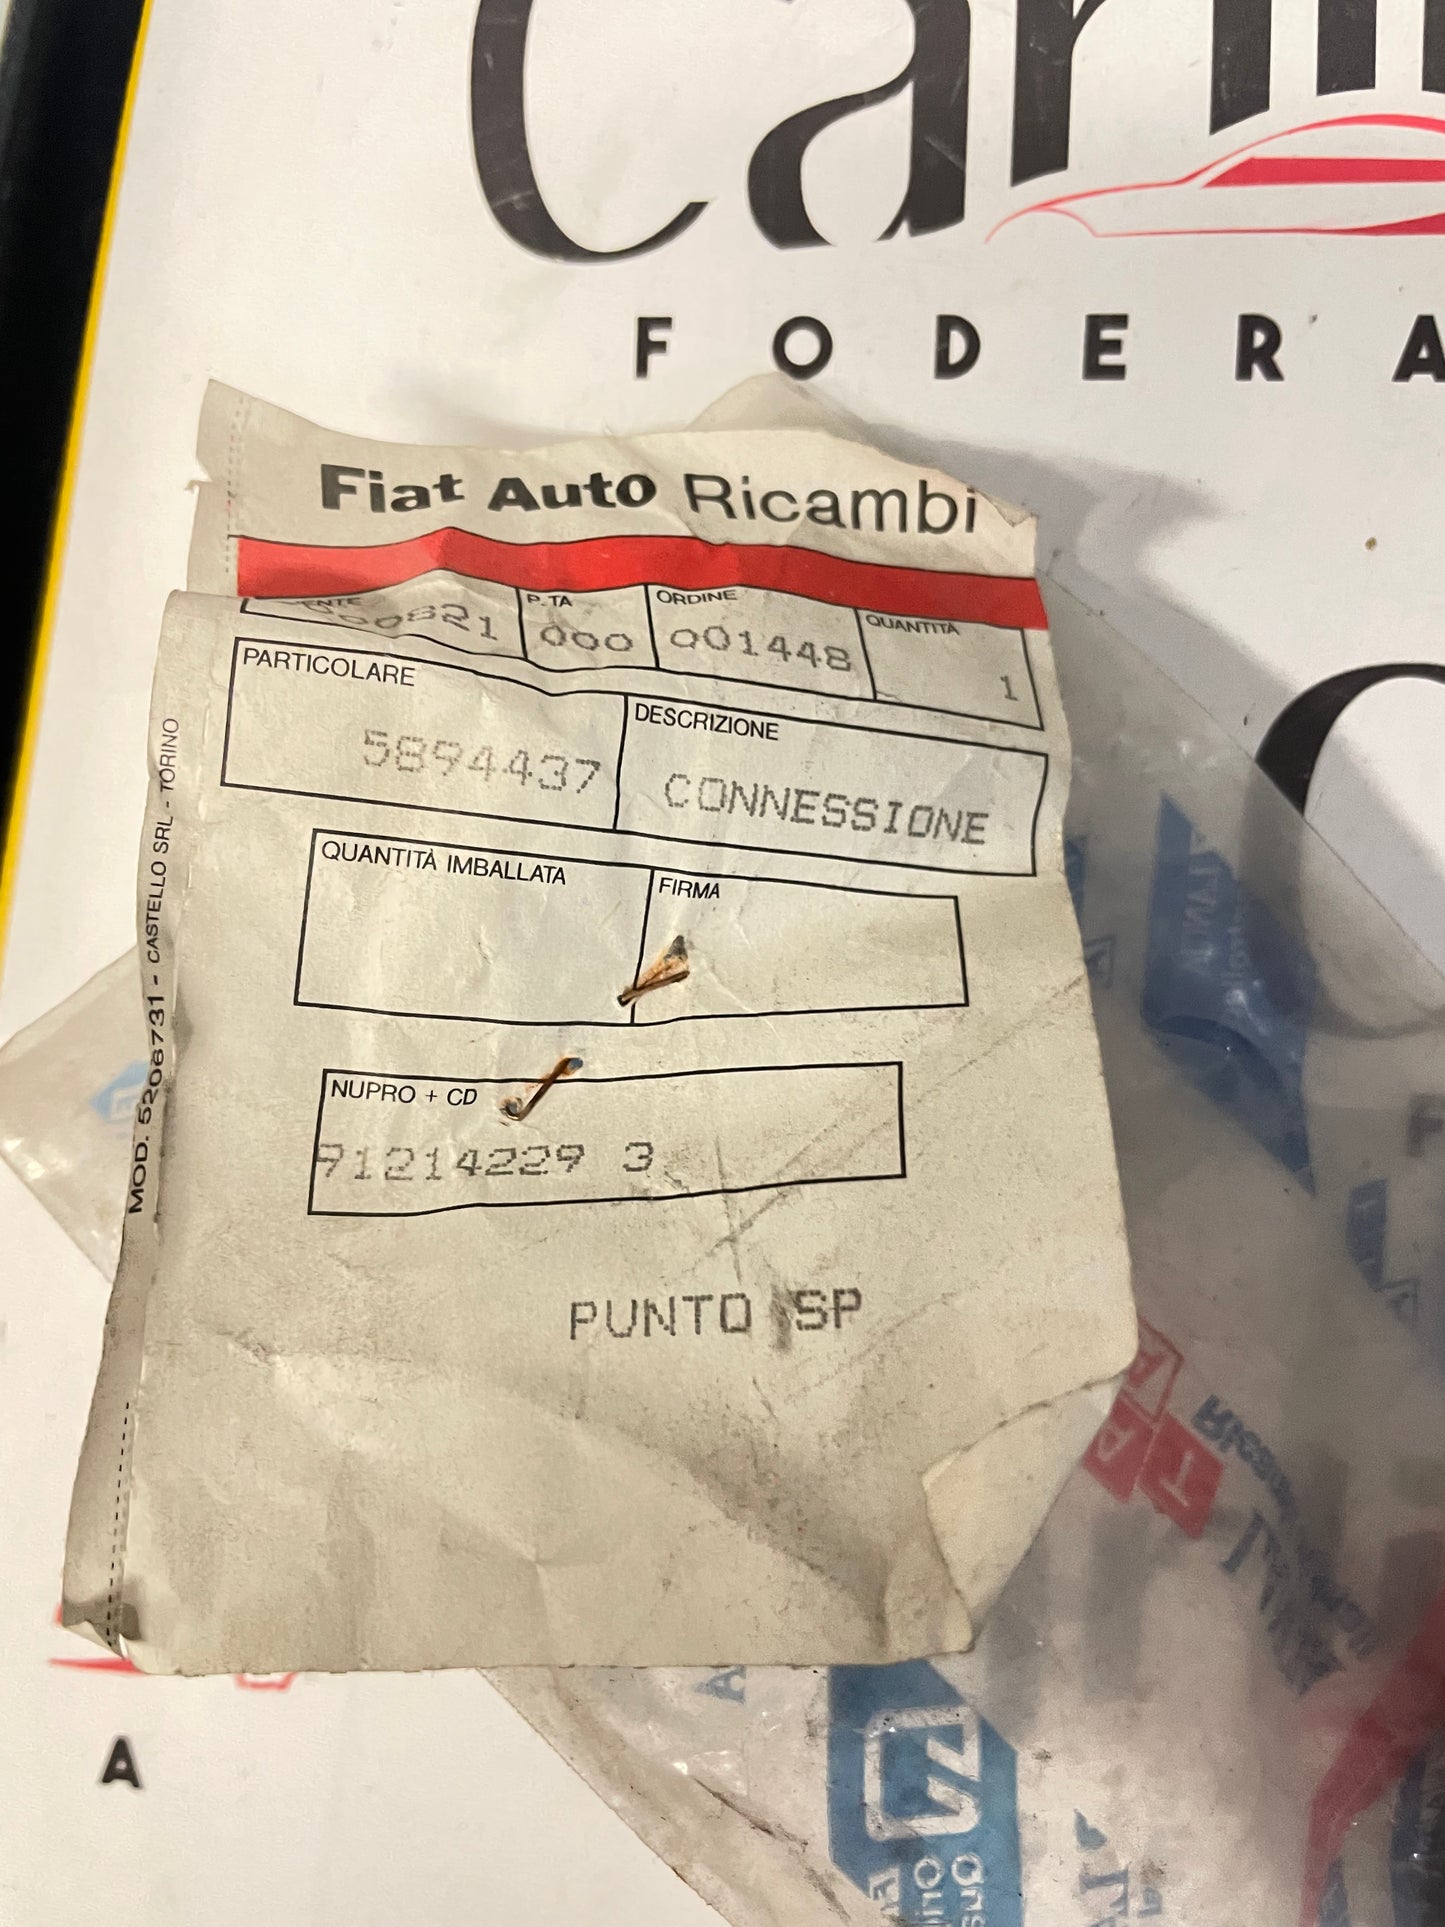 FODERA
Fiat Auto Ricambi
P.TA ORDINE QUANTITÀ
000 001448 1
PARTICOLARE DESCRIZIONE
5894437 CONNESSIONE
QUANTITÀ IMBALLATA FIRMA
NUPRO + CD
91214229 3
PUNTO SP
MOD. 5206731 - CASTELLO SRL - TORINO
A